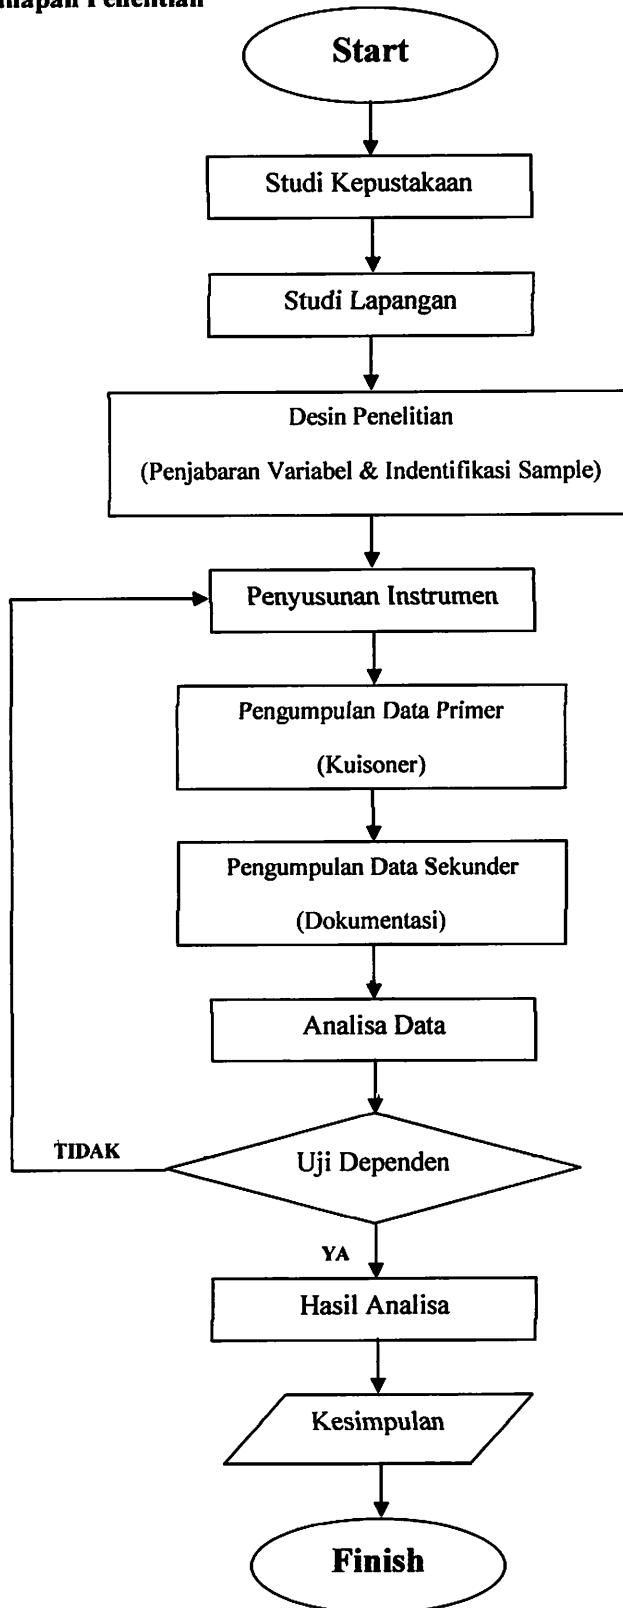 Penelitian
Start
Studi Kepustakaan
Studi Lapangan
Desin Penelitian
(Penjabaran Variabel & Indentifikasi Sample)
Penyusunan Instrumen
Pengumpulan Data Primer
(Kuisoner)
Pengumpulan Data Sekunder
(Dokumentasi)
Analisa Data
Uji Dependen
TIDAK
YA
Hasil Analisa
Kesimpulan
Finish